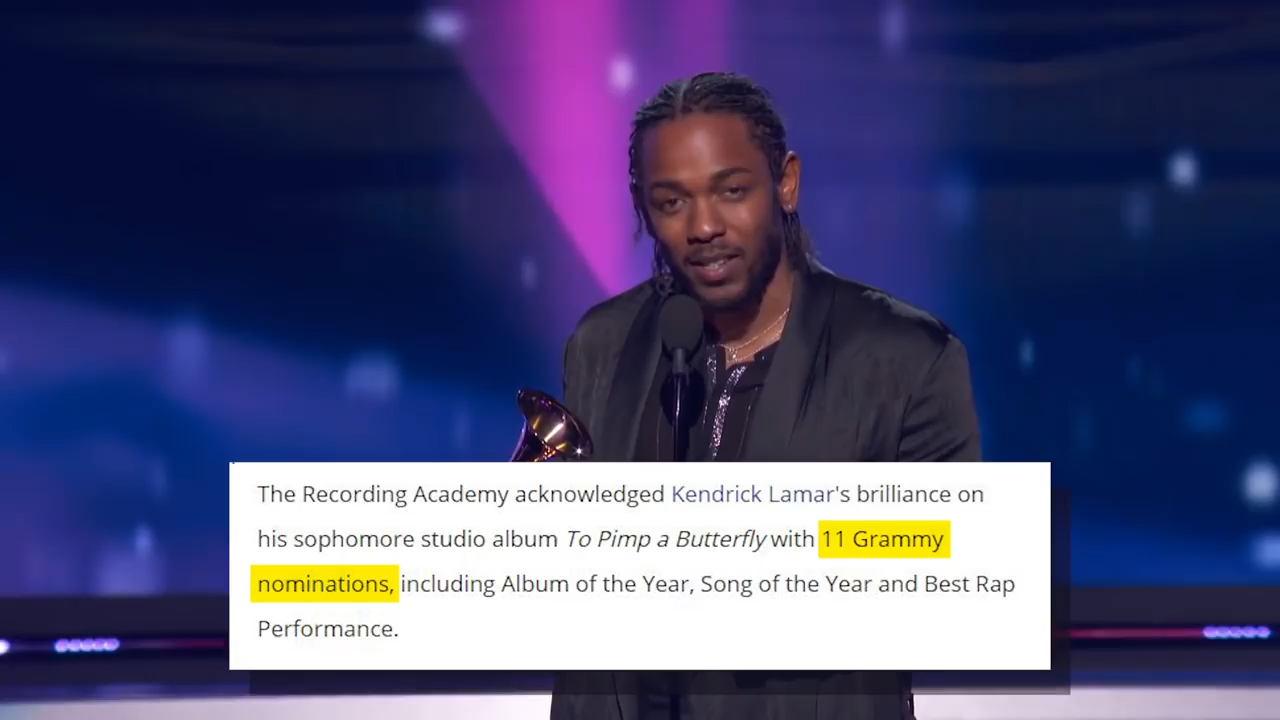 The Recording Academy acknowledged Kendrick Lamar's brilliance on
his sophomore studio album To Pimp a Butterfly with 11 Grammy
nominations, including Album of the Year, Song of the Year and Best Rap
Performance.